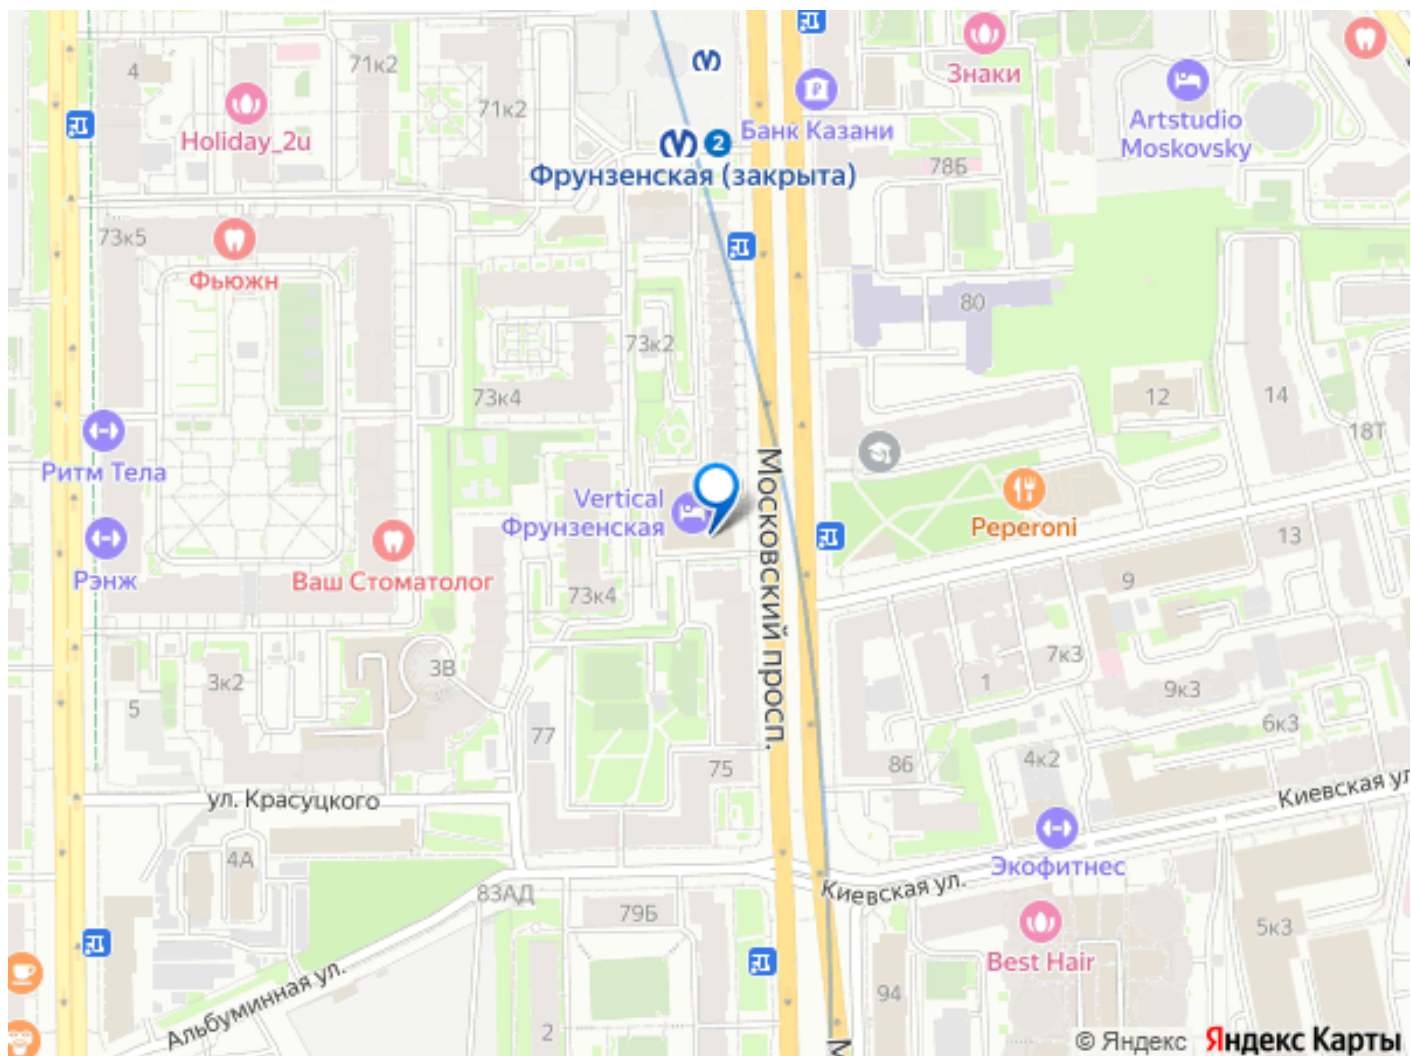 4
71к2
71к2
Holiday_2u
Знаки
Банк Казани
Artstudio
Moskovsky
2
Фрунзенская (закрыта)
78Б
73к5
Фьюжн
80
73к2
73к4
12
14
18Т
Ритм Тела
Vertical
Фрунзенская
Peperoni
Рэнж
Ваш Стоматолог
73к4
Московский просп.
13
9
3В
3к2
5
7к3
1
9к3
6к3
77
75
86
4к2
ул. Красуцкого
Киевская ул
4А
Экофитнес
83АД
Киевская ул.
79Б
5к3
Best Hair
Альбуминная ул.
94
2
М
© Яндекс Яндекс Карты